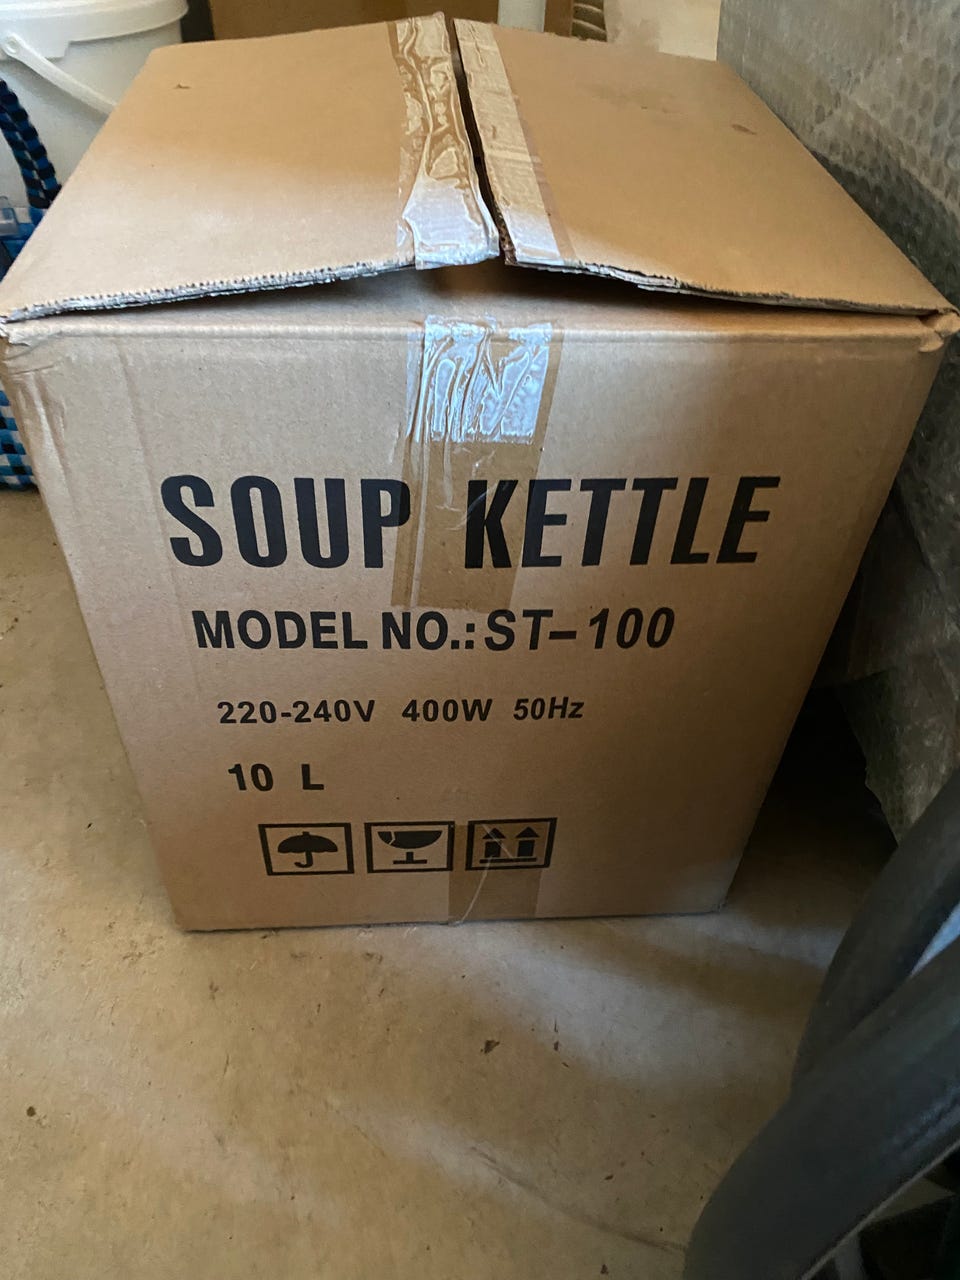 SOUP KETTLE
MODEL NO.: ST-100
220-240V 400W 50Hz
10 L